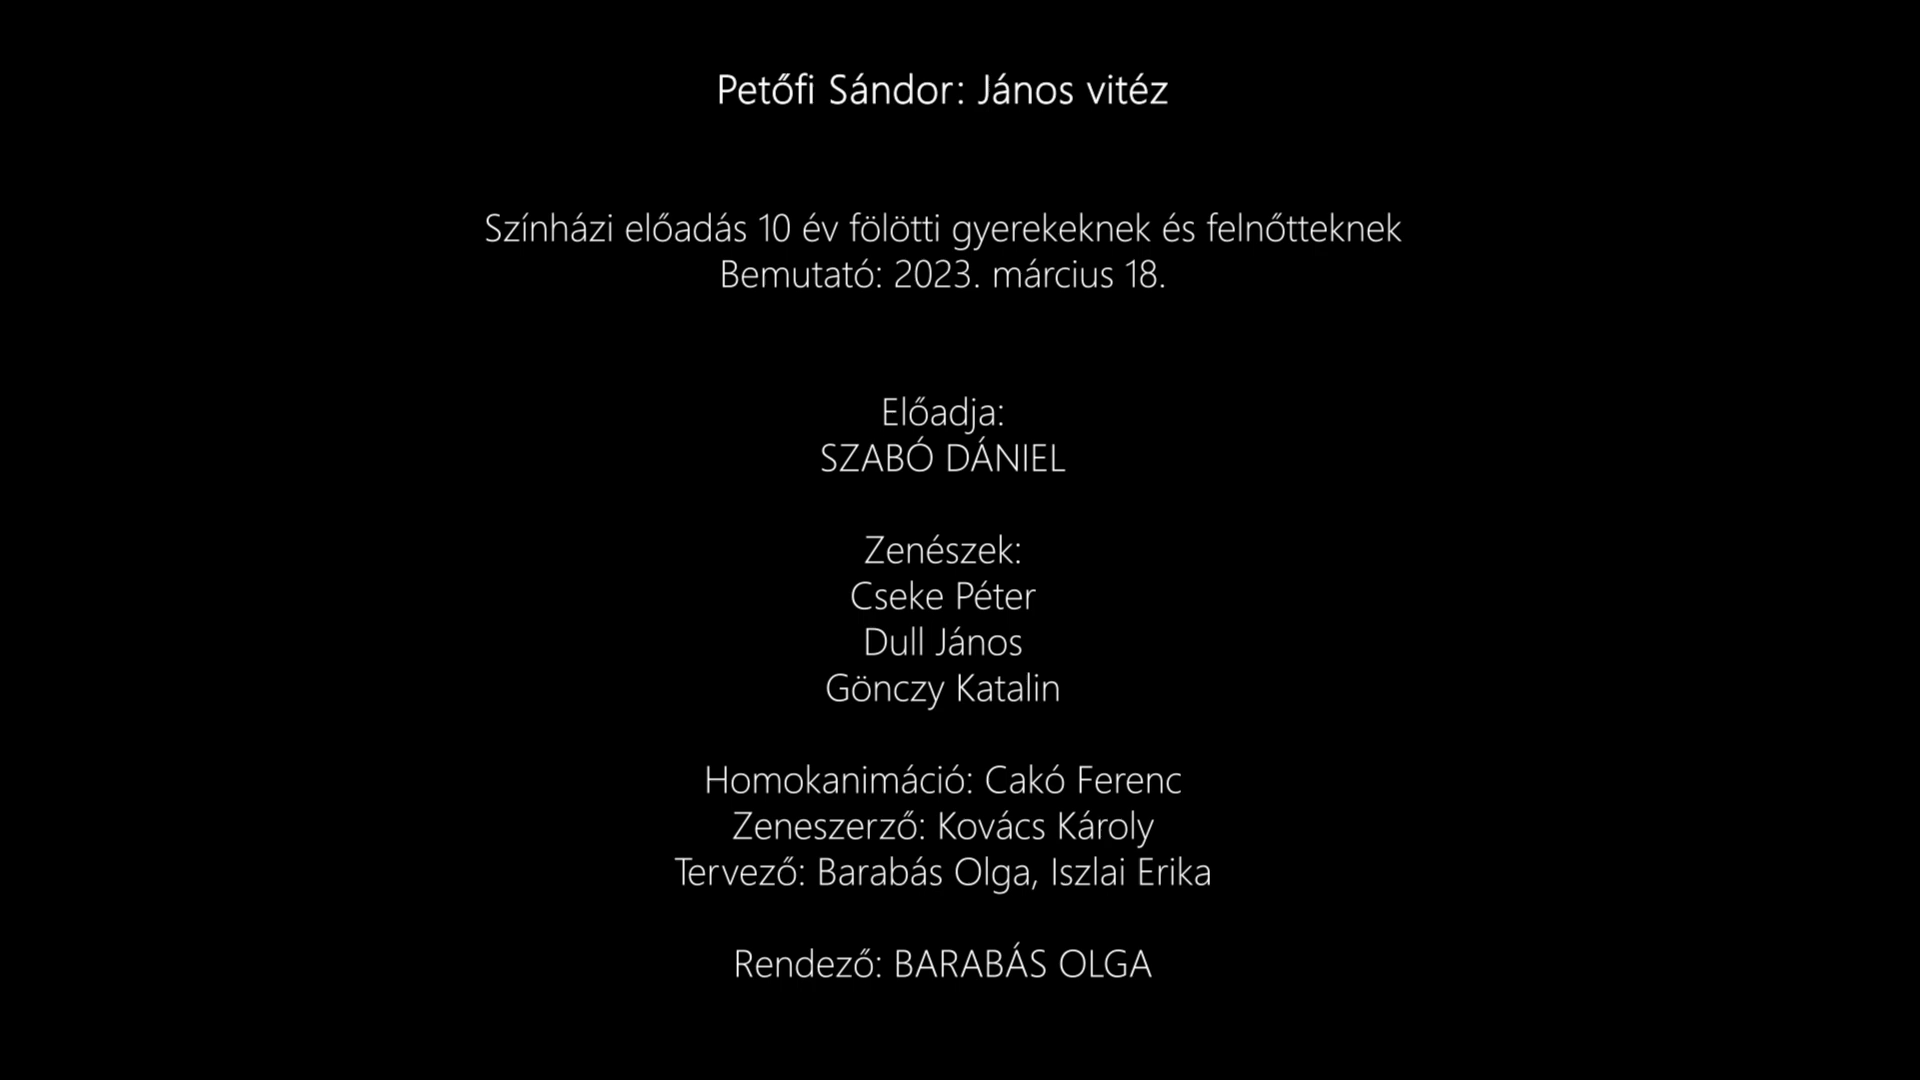 Petőfi Sándor: János vitéz
Színházi előadás 10 év fölötti gyerekeknek és felnőtteknek
Bemutató: 2023. március 18.
Előadja:
SZABÓ DÁNIEL
Zenészek:
Cseke Péter
Dull János
Gönczy Katalin
Homokanimáció: Cakó Ferenc
Zeneszerző: Kovács Károly
Tervező: Barabás Olga, Iszlai Erika
Rendező: BARABÁS OLGA